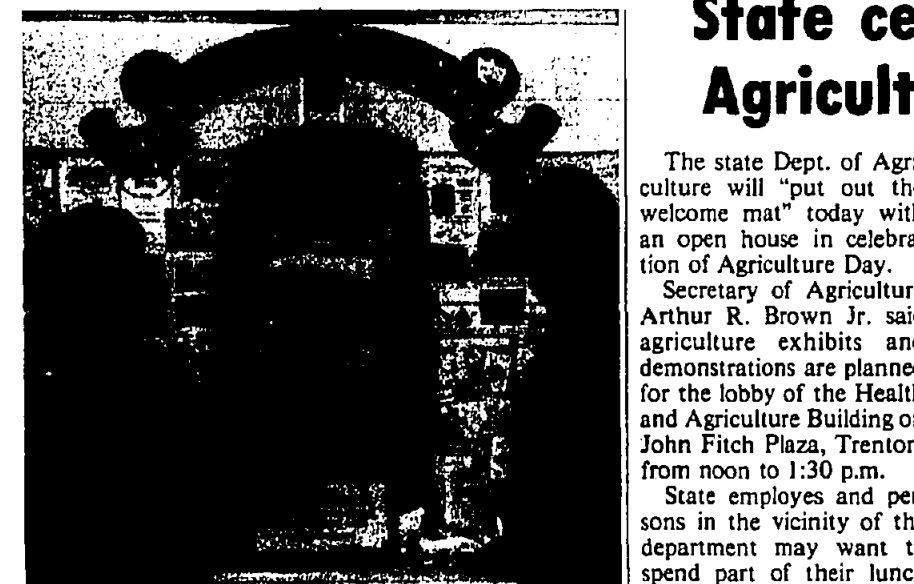 State ce
Agricult
The state Dept. of Agri
culture will "put out th
welcome mat" today wit
an open house in celebra
tion of Agriculture Day.
Secretary of Agricultur
Arthur R. Brown Jr. sai
agriculture exhibits an
demonstrations are planne
for the lobby of the Healt
and Agriculture Building o
John Fitch Plaza, Trenton
from noon to 1:30 p.m.
State employes and per
sons in the vicinity of th
department may want t
spend part of their lunc